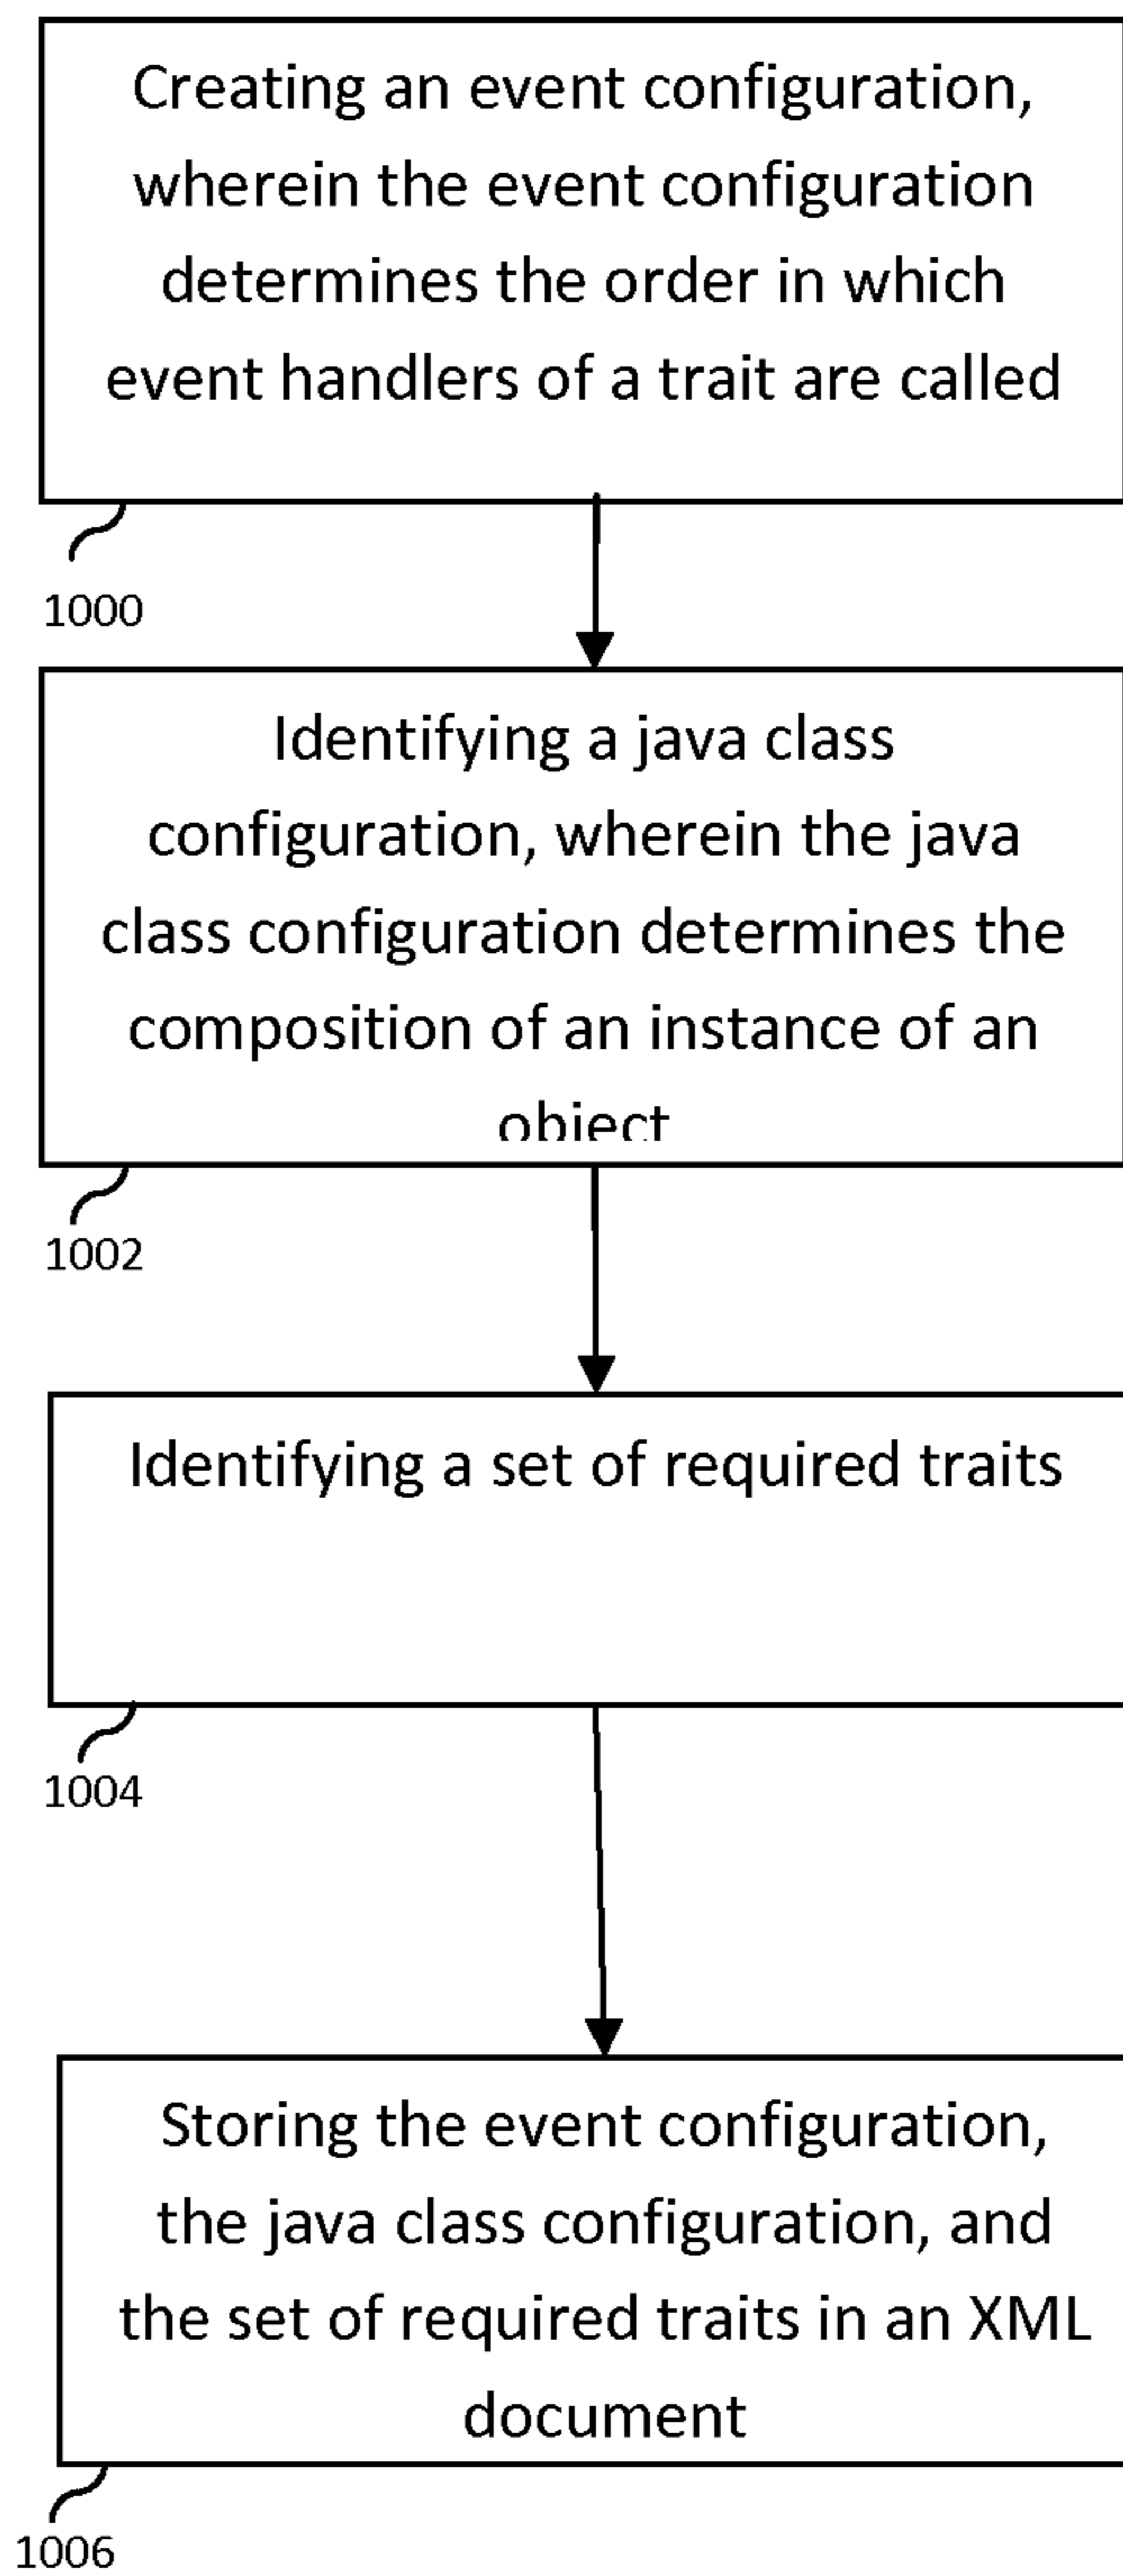 Creating an event configuration,
wherein the event configuration
determines the order in which
event handlers of a trait are called
1000
Identifying a java class
configuration, wherein the java
class configuration determines the
composition of an instance of an
object
1002
Identifying a set of required traits
1004
Storing the event configuration,
the java class configuration, and
the set of required traits in an XML
document
1006